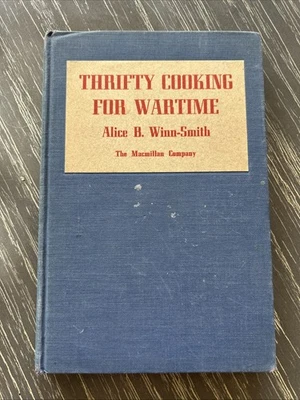 THRIFTY COOKING
FOR WARTIME
Alice B. Winn-Smith
The Macmillan Company